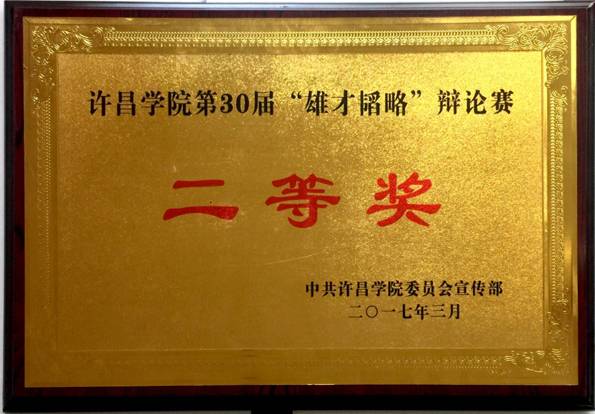 许昌学院第30届“雄才韬略”辩论赛
二等奖
中共许昌学院委员会宣传部
二〇一七年三月